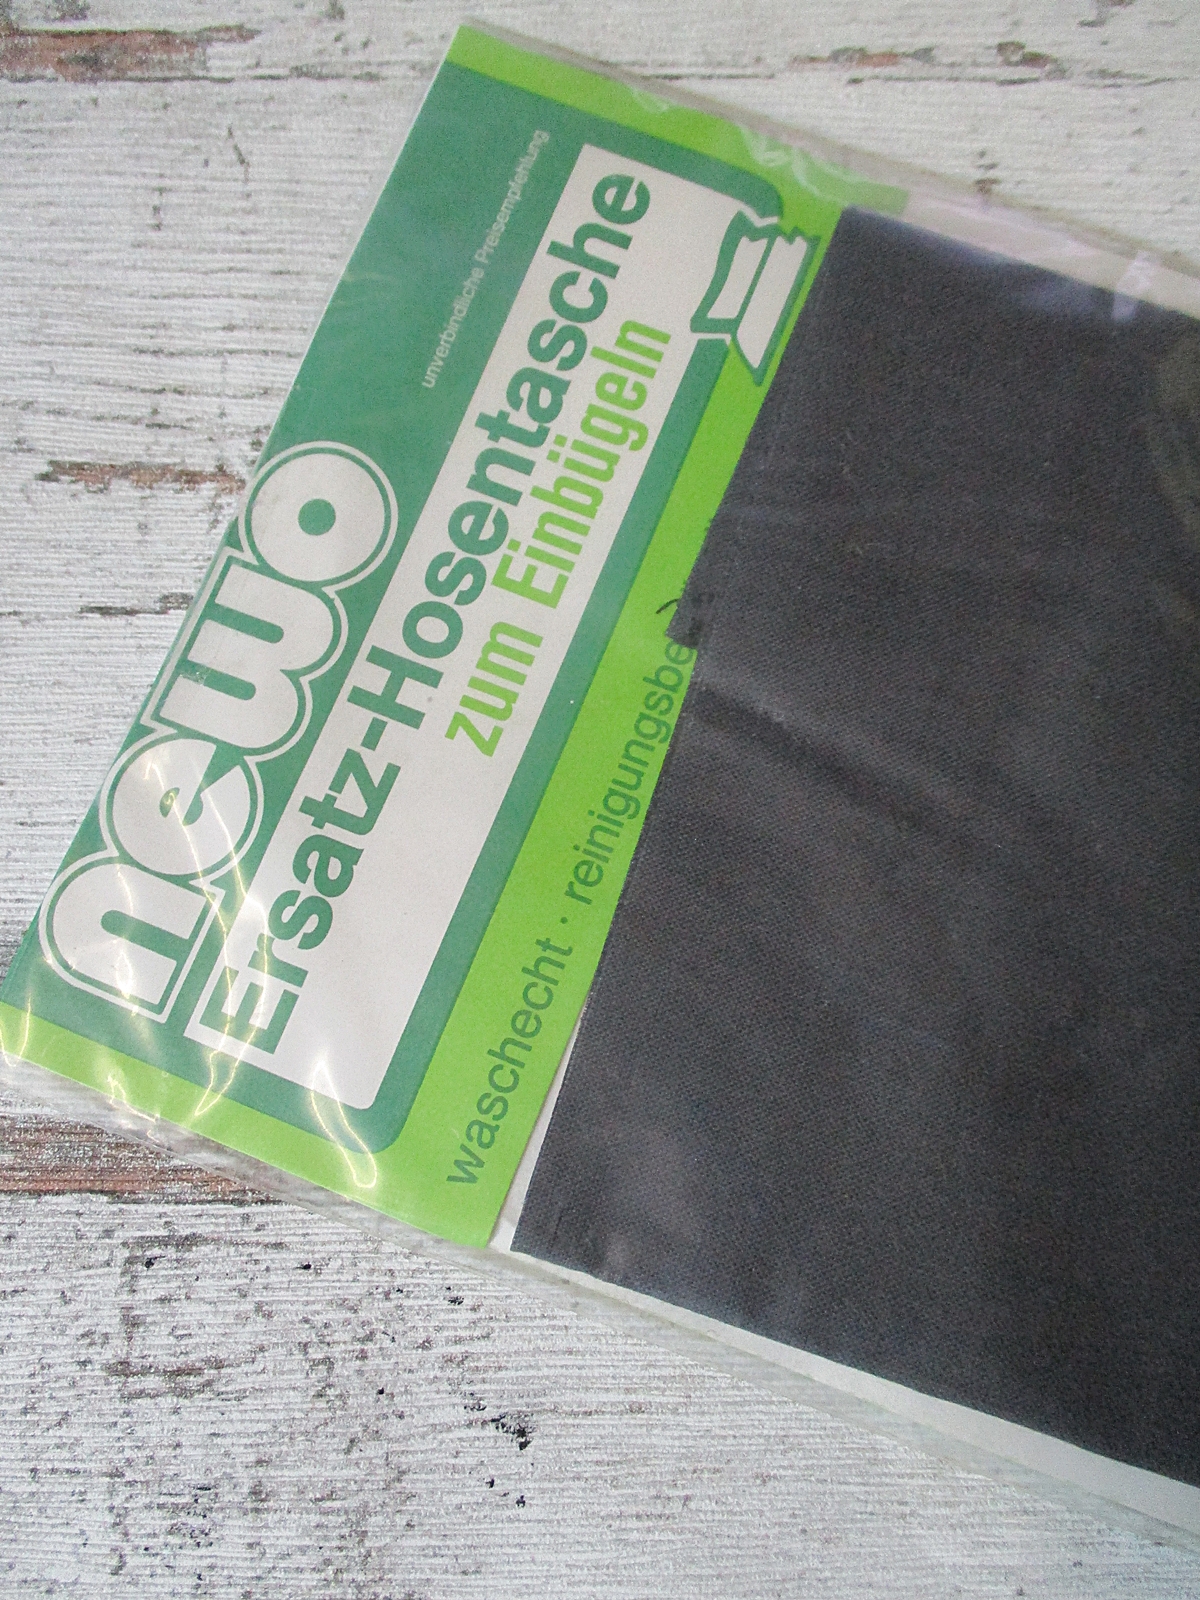 newo
unverbindliche Preisempfehlung
Ersatz-Hosentasche
zum Einbügeln
waschecht · reinigungsbe